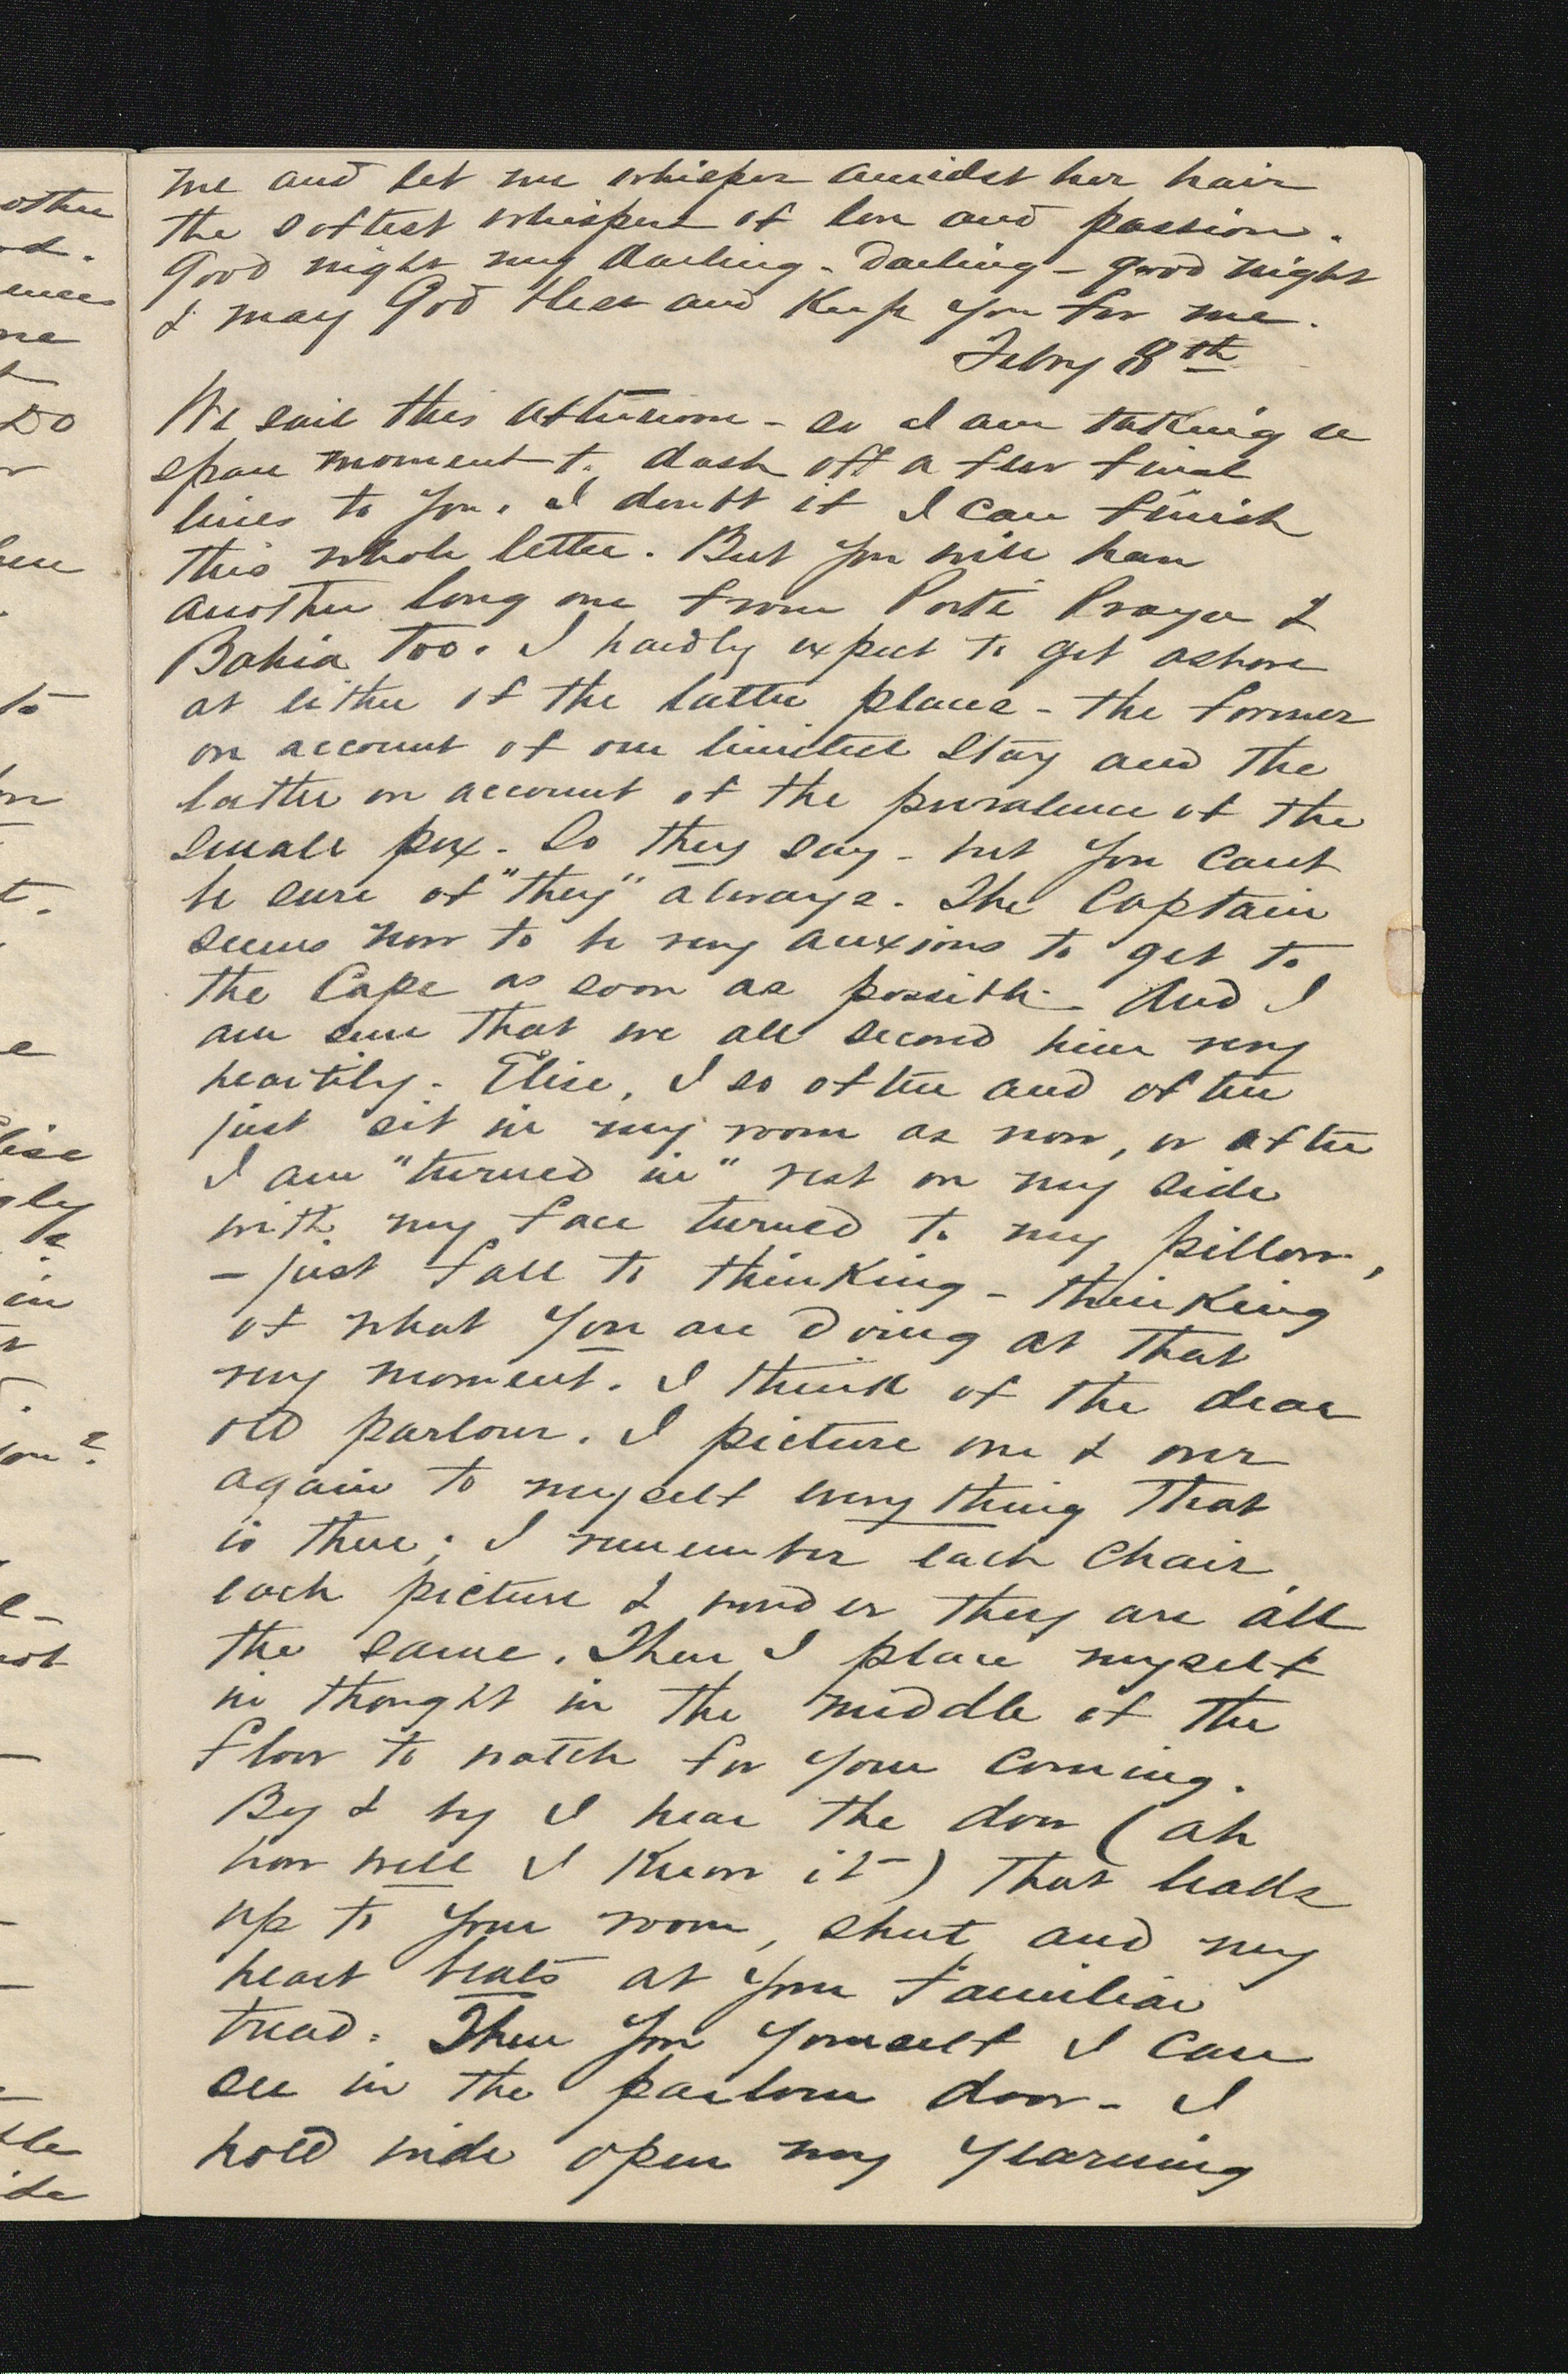 me and let me whisper amidst her hair
the softest whispers of love and passion.
Good night my darling - darling - good night
& may God bless and keep you for me.
Febry 8th
We sail this afternoon - so I am taking a
spare moment to dash off a few final
lines to you. I doubt if I can finish
this whole letter. But you will have
another long one from Porta Praya &
Bahia too. I hardly expect to get ashore
at either of the latter places - the former
on account of our limited stay and the
latter on account of the prevalence of the
small pox. So they say - but you cant
be sure of "they" always. The Captain
seems now to be very anxious to get to
the Cape as soon as possible. And I
am sure that we all second him very
heartily. Elise, I so often and often
just sit in my room as now, or after
I am "turned in" rest on my side
with my face turned to my pillow,
- just fall to thinking - thinking
of what you are doing at that
very moment. I think of the dear
old parlour. I picture over & over
again to myself everything that
is there; I remember each chair,
each picture & wonder they are all
the same. Then I place myself
in thought in the middle of the
floor to watch for your coming.
By & by I hear the door (ah
how well I know it -) that leads
up to your room, shut, and my
heart beats at your familiar
tread. Then you yourself I can
see in the parlour door - I
hold wide open my yearning
other
ne
Do
to
t.
Elise
gly
in
you?
not